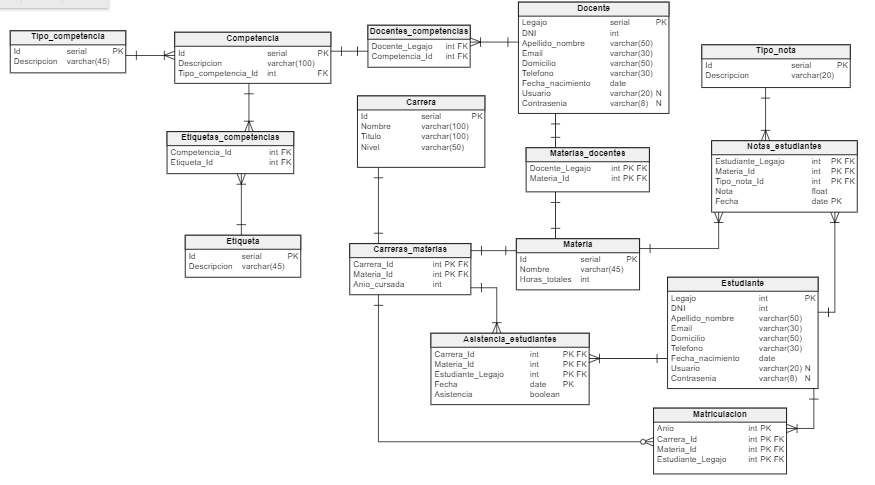 Tipo_competencia
Id serial PK
Descripcion varchar(45)
Competencia
Id serial PK
Descripcion varchar(100)
Tipo_competencia_Id int FK
Docentes_competencias
Docente_Legajo int FK
Competencia_Id int FK
Docente
Legajo serial PK
DNI int
Apellido_nombre varchar(50)
Email varchar(30)
Domicilio varchar(50)
Telefono varchar(30)
Fecha_nacimiento date
Usuario varchar(20) N
Contrasenia varchar(8) N
Tipo_nota
Id serial PK
Descripcion varchar(20)
Carrera
Id serial PK
Nombre varchar(100)
Titulo varchar(100)
Nivel varchar(50)
Etiquetas_competencias
Competencia_Id int FK
Etiqueta_Id int FK
Materias_docentes
Docente_Legajo int PK FK
Materia_Id int PK FK
Notas_estudiantes
Estudiante_Legajo int PK FK
Materia_Id int PK FK
Tipo_nota_Id int PK FK
Nota float
Fecha date PK
Etiqueta
Id serial PK
Descripcion varchar(45)
Carreras_materias
Carrera_Id int PK FK
Materia_Id int PK FK
Anio_cursada int
Materia
Id serial PK
Nombre varchar(45)
Horas_totales int
Estudiante
Legajo int PK
DNI int
Apellido_nombre varchar(50)
Email varchar(30)
Domicilio varchar(50)
Telefono varchar(30)
Fecha_nacimiento date
Usuario varchar(20) N
Contrasenia varchar(8) N
Asistencia_estudiantes
Carrera_Id int PK FK
Materia_Id int PK FK
Estudiante_Legajo int PK FK
Fecha date PK
Asistencia boolean
Matriculacion
Anio int PK
Carrera_Id int PK FK
Materia_Id int PK FK
Estudiante_Legajo int PK FK